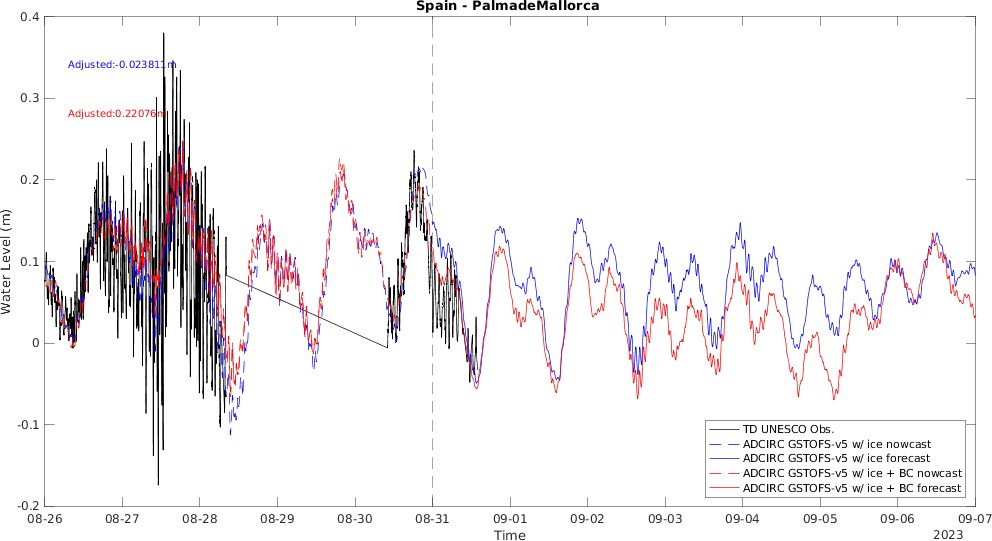 Spain - PalmadeMallorca
Water Level (m)
0.4
0.3
0.2
0.1
0
-0.1
-0.2
Adjusted:-0.023811m
Adjusted:0.22076m
TD UNESCO Obs.
ADCIRC GSTOFS-v5 w/ ice nowcast
ADCIRC GSTOFS-v5 w/ ice forecast
ADCIRC GSTOFS-v5 w/ ice + BC nowcast
ADCIRC GSTOFS-v5 w/ ice + BC forecast
08-26 08-27 08-28 08-29 08-30 08-31 09-01 09-02 09-03 09-04 09-05 09-06 09-07
Time
2023